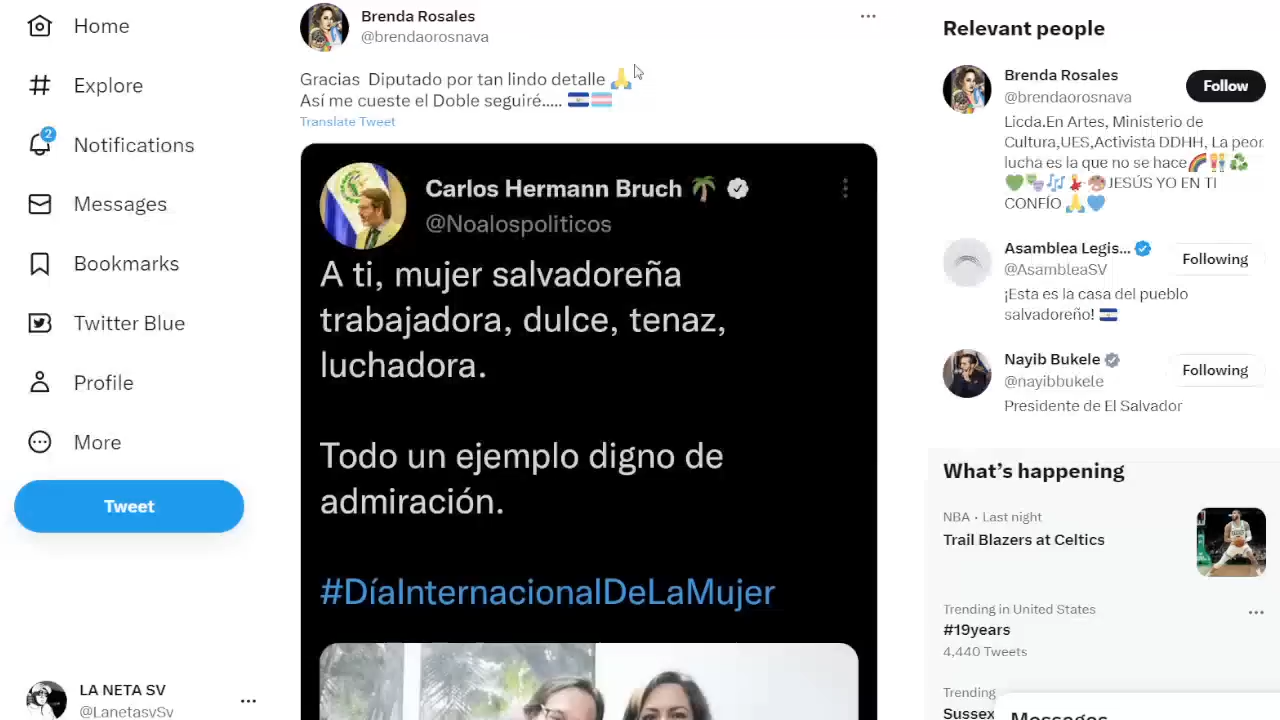 Home
Explore
2
Notifications
Messages
Bookmarks
Twitter Blue
Profile
More
Tweet
LA NETA SV
@LanetasvSv
Brenda Rosales
@brendaorosnava
Gracias Diputado por tan lindo detalle 🙏
Así me cueste el Doble seguiré..... 🇸🇻🏳️‍⚧️
Translate Tweet
Carlos Hermann Bruch 🌴
@Noalospoliticos
A ti, mujer salvadoreña
trabajadora, dulce, tenaz,
luchadora.
Todo un ejemplo digno de
admiración.
#DíaInternacionalDeLaMujer
Relevant people
Brenda Rosales
@brendaorosnava
Follow
Licda.En Artes, Ministerio de
Cultura,UES,Activista DDHH, La peor
lucha es la que no se hace🌈👬♻️
💚🎭🎶💃🎨JESÚS YO EN TI
CONFÍO 🙏💙
Asamblea Legis...
@AsambleaSV
Following
¡Esta es la casa del pueblo
salvadoreño! 🇸🇻
Nayib Bukele
@nayibbukele
Following
Presidente de El Salvador
What's happening
NBA · Last night
Trail Blazers at Celtics
Trending in United States
#19years
4,440 Tweets
Trending
Sussex
Messages